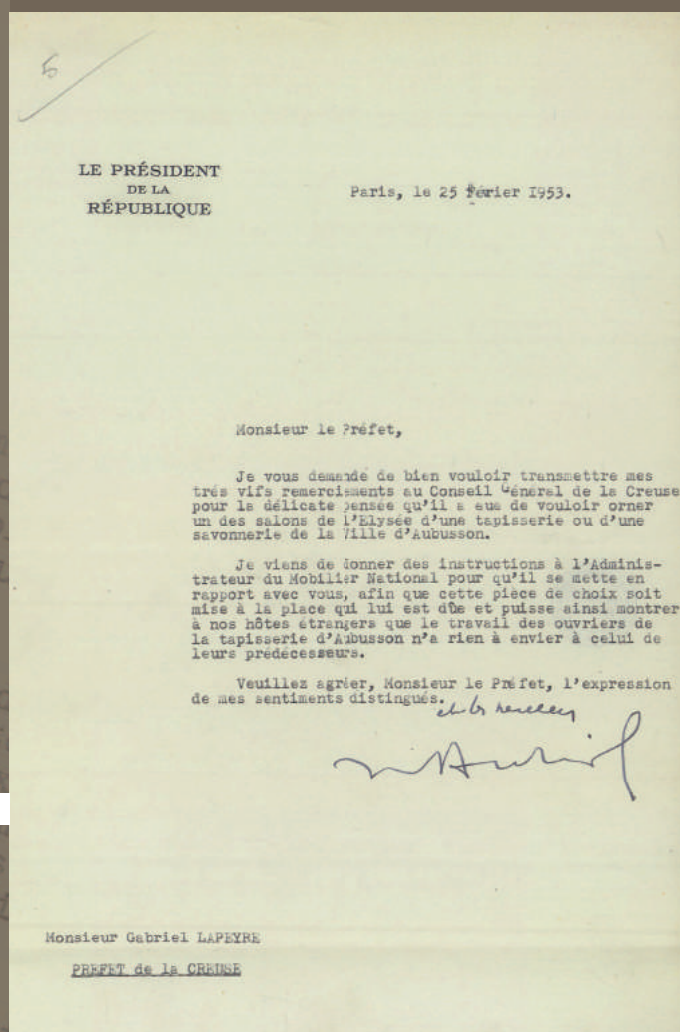 5
LE PRÉSIDENT
DE LA
RÉPUBLIQUE
Paris, le 25 Février 1953.
Monsieur le Préfet,
Je vous demande de bien vouloir transmettre mes
trés vifs remerciements au Conseil Général de la Creuse
pour la délicate pensée qu'il a eue de vouloir orner
un des salons de l'Elysée d'une tapisserie ou d'une
savonnerie de la Ville d'Aubusson.
Je viens de donner des instructions à l'Adminis-
trateur du Mobilier National pour qu'il se mette en
rapport avec vous, afin que cette pièce de choix soit
mise à la place qui lui est dûe et puisse ainsi montrer
à nos hôtes étrangers que le travail des ouvriers de
la tapisserie d'Aubusson n'a rien à envier à celui de
leurs prédécesseurs.
Veuillez agréer, Monsieur le Préfet, l'expression
de mes sentiments distingués.
Monsieur Gabriel LAPEYRE
PREFET de la CREUSE